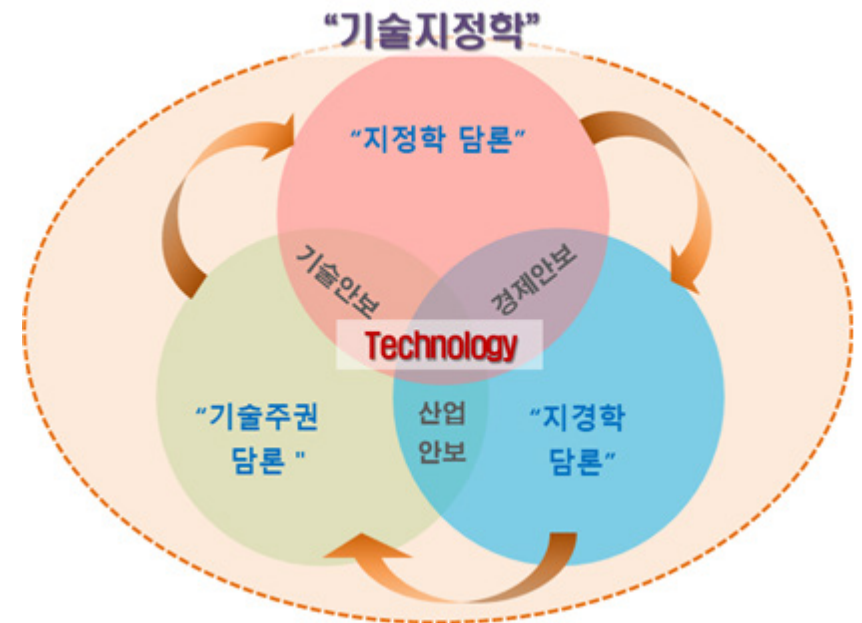 “기술지정학”
“지정학 담론”
기술안보
경제안보
Technology
“기술주권
담론 "
산업
안보
“지경학
담론”